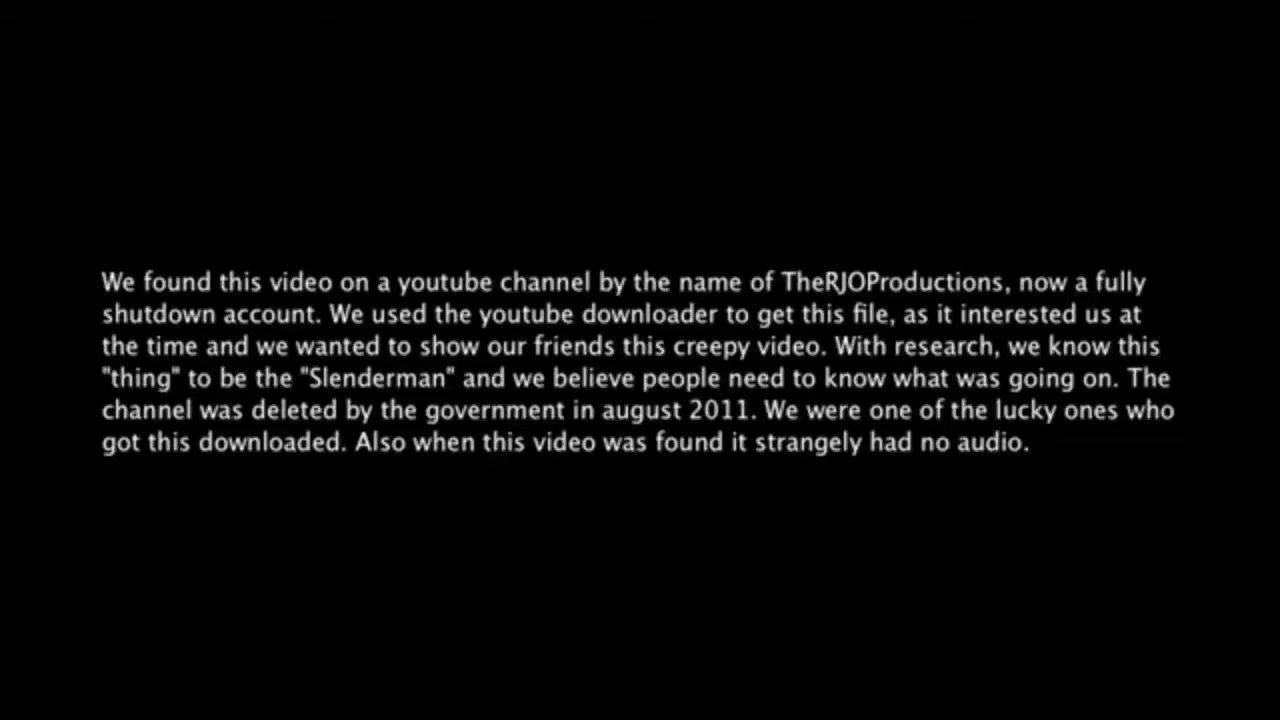 We found this video on a youtube channel by the name of TheRJOProductions, now a fully
shutdown account. We used the youtube downloader to get this file, as it interested us at
the time and we wanted to show our friends this creepy video. With research, we know this
"thing" to be the "Slenderman" and we believe people need to know what was going on. The
channel was deleted by the government in august 2011. We were one of the lucky ones who
got this downloaded. Also when this video was found it strangely had no audio.